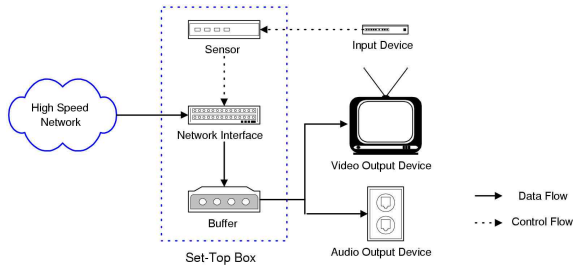 Sensor
Input Device
High Speed
Network
Network Interface
Video Output Device
Buffer
Data Flow
Control Flow
Audio Output Device
Set-Top Box